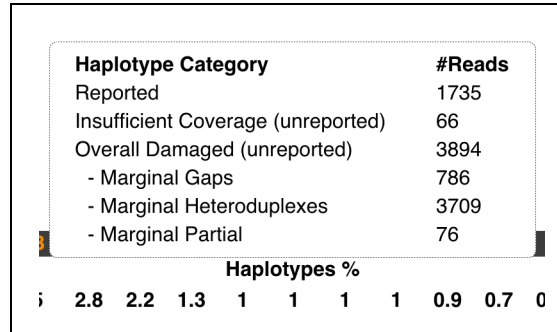 Haplotype Category #Reads
Reported 1735
Insufficient Coverage (unreported) 66
Overall Damaged (unreported) 3894
- Marginal Gaps 786
- Marginal Heteroduplexes 3709
- Marginal Partial 76
Haplotypes %
2.8 2.2 1.3 1 1 1 1 0.9 0.7 0